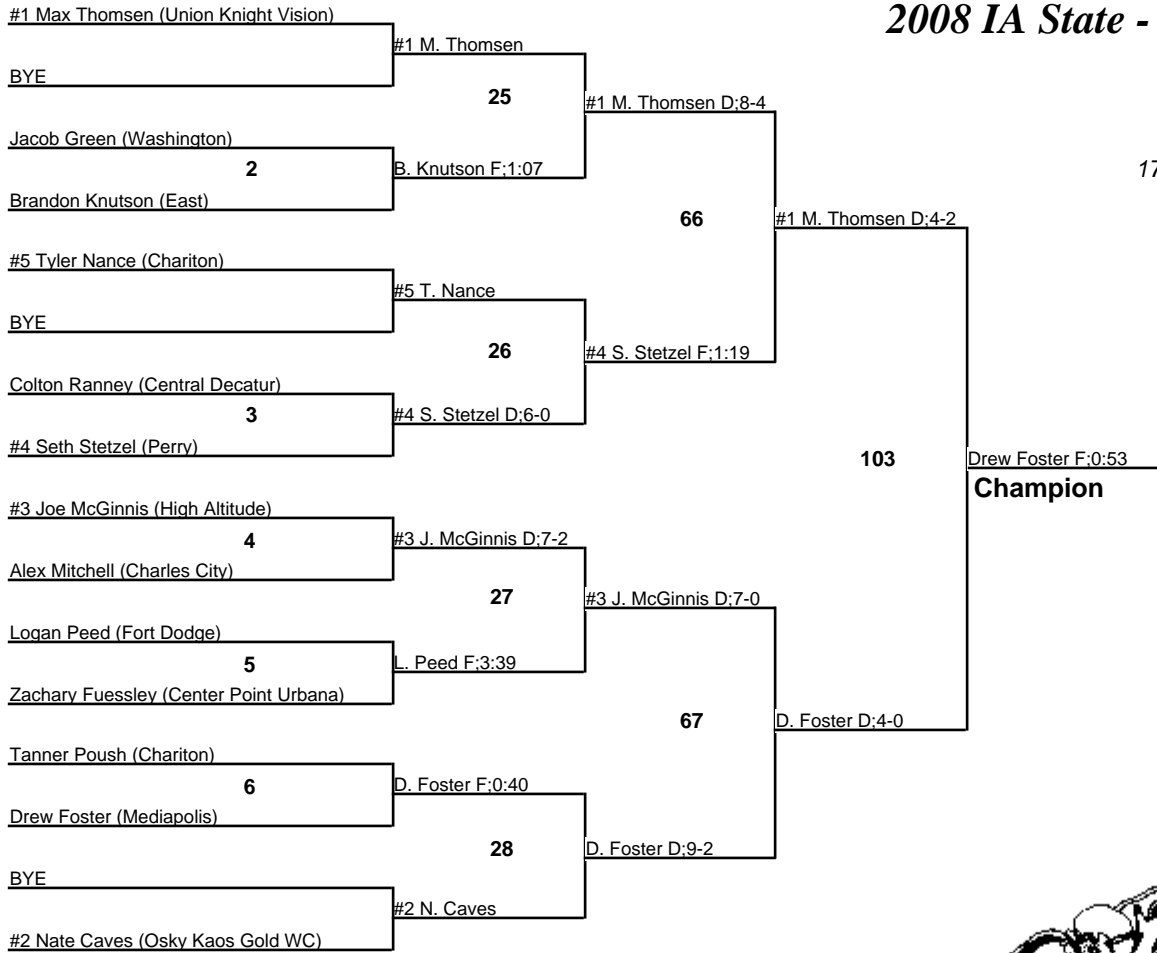 2008 IA State -
17
#1 Max Thomsen (Union Knight Vision)
BYE
Jacob Green (Washington)
2
Brandon Knutson (East)
#5 Tyler Nance (Chariton)
BYE
Colton Ranney (Central Decatur)
3
#4 Seth Stetzel (Perry)
#3 Joe McGinnis (High Altitude)
4
Alex Mitchell (Charles City)
Logan Peed (Fort Dodge)
5
Zachary Fuessley (Center Point Urbana)
Tanner Poush (Chariton)
6
Drew Foster (Mediapolis)
BYE
#2 Nate Caves (Osky Kaos Gold WC)
#1 M. Thomsen
25
B. Knutson F;1:07
#5 T. Nance
26
#4 S. Stetzel D;6-0
#3 J. McGinnis D;7-2
27
L. Peed F;3:39
D. Foster F;0:40
28
#2 N. Caves
#1 M. Thomsen D;8-4
66
#4 S. Stetzel F;1:19
#3 J. McGinnis D;7-0
67
D. Foster D;9-2
#1 M. Thomsen D;4-2
103
D. Foster D;4-0
Drew Foster F;0:53
Champion